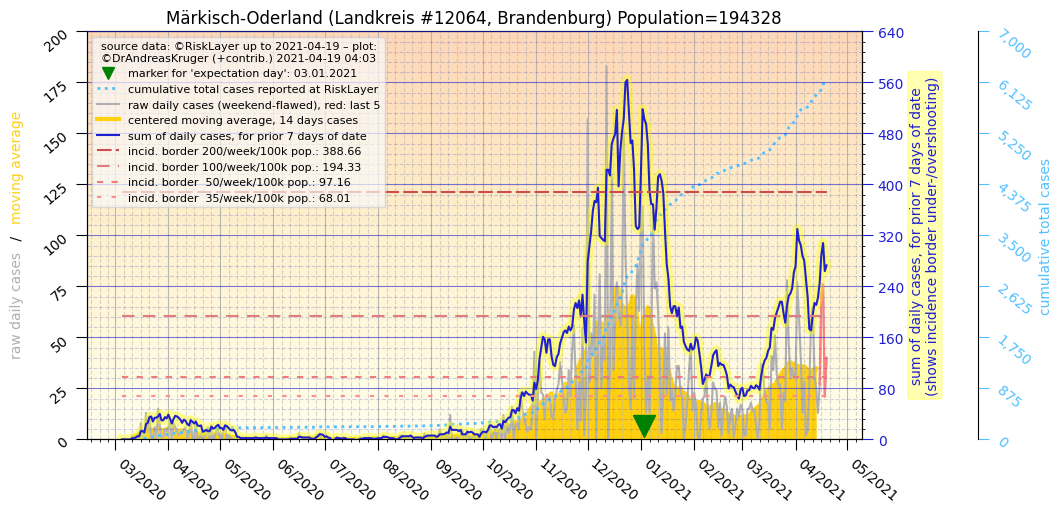 Märkisch-Oderland (Landkreis #12064, Brandenburg) Population=194328
source data: ©RiskLayer up to 2021-04-19 – plot:
©DrAndreasKruger (+contrib.) 2021-04-19 04:03
marker for 'expectation day': 03.01.2021
cumulative total cases reported at RiskLayer
raw daily cases (weekend-flawed), red: last 5
centered moving average, 14 days cases
sum of daily cases, for prior 7 days of date
incid. border 200/week/100k pop.: 388.66
incid. border 100/week/100k pop.: 194.33
incid. border  50/week/100k pop.: 97.16
incid. border  35/week/100k pop.: 68.01
raw daily cases / moving average
200
175
150
125
100
75
50
25
0
03/2020
04/2020
05/2020
06/2020
07/2020
08/2020
09/2020
10/2020
11/2020
12/2020
01/2021
02/2021
03/2021
04/2021
05/2021
640
560
480
400
320
240
160
80
0
sum of daily cases, for prior 7 days of date
(shows incidence border under-/overshooting)
7,000
6,125
5,250
4,375
3,500
2,625
1,750
875
0
cumulative total cases